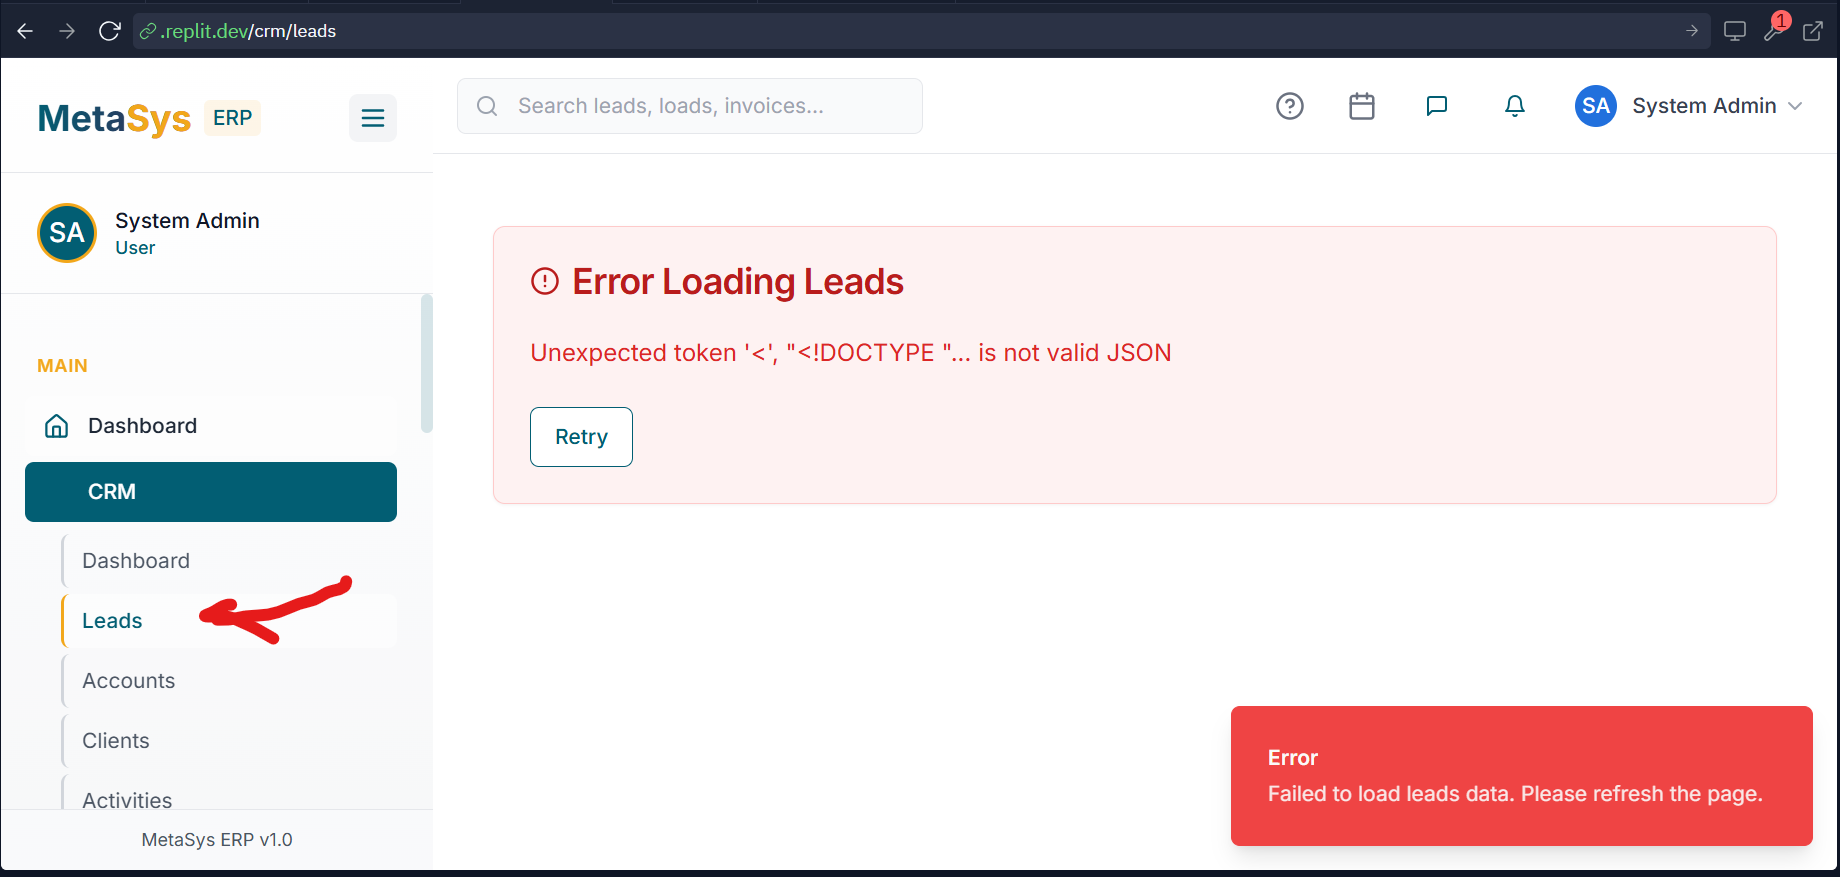 .replit.dev/crm/leads
1
MetaSys ERP
Search leads, loads, invoices...
SA System Admin
SA System Admin
User
MAIN
Dashboard
CRM
Dashboard
Leads
Accounts
Clients
Activities
MetaSys ERP v1.0
Error Loading Leads
Unexpected token '<', "<!DOCTYPE "... is not valid JSON
Retry
Error
Failed to load leads data. Please refresh the page.